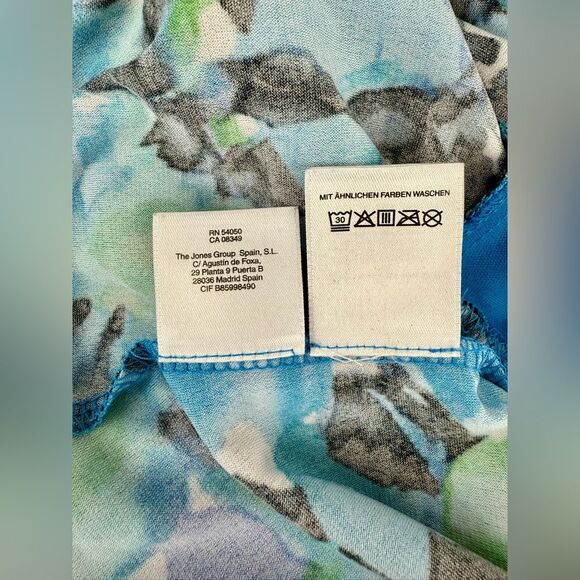 RN 54050
CA 08349
The Jones Group Spain, S.L.
C/ Agustin de Foxa,
29 Planta 9 Puerta B
28036 Madrid Spain
CIF B85998490
MIT ÄHNLICHEN FARBEN WASCHEN
30